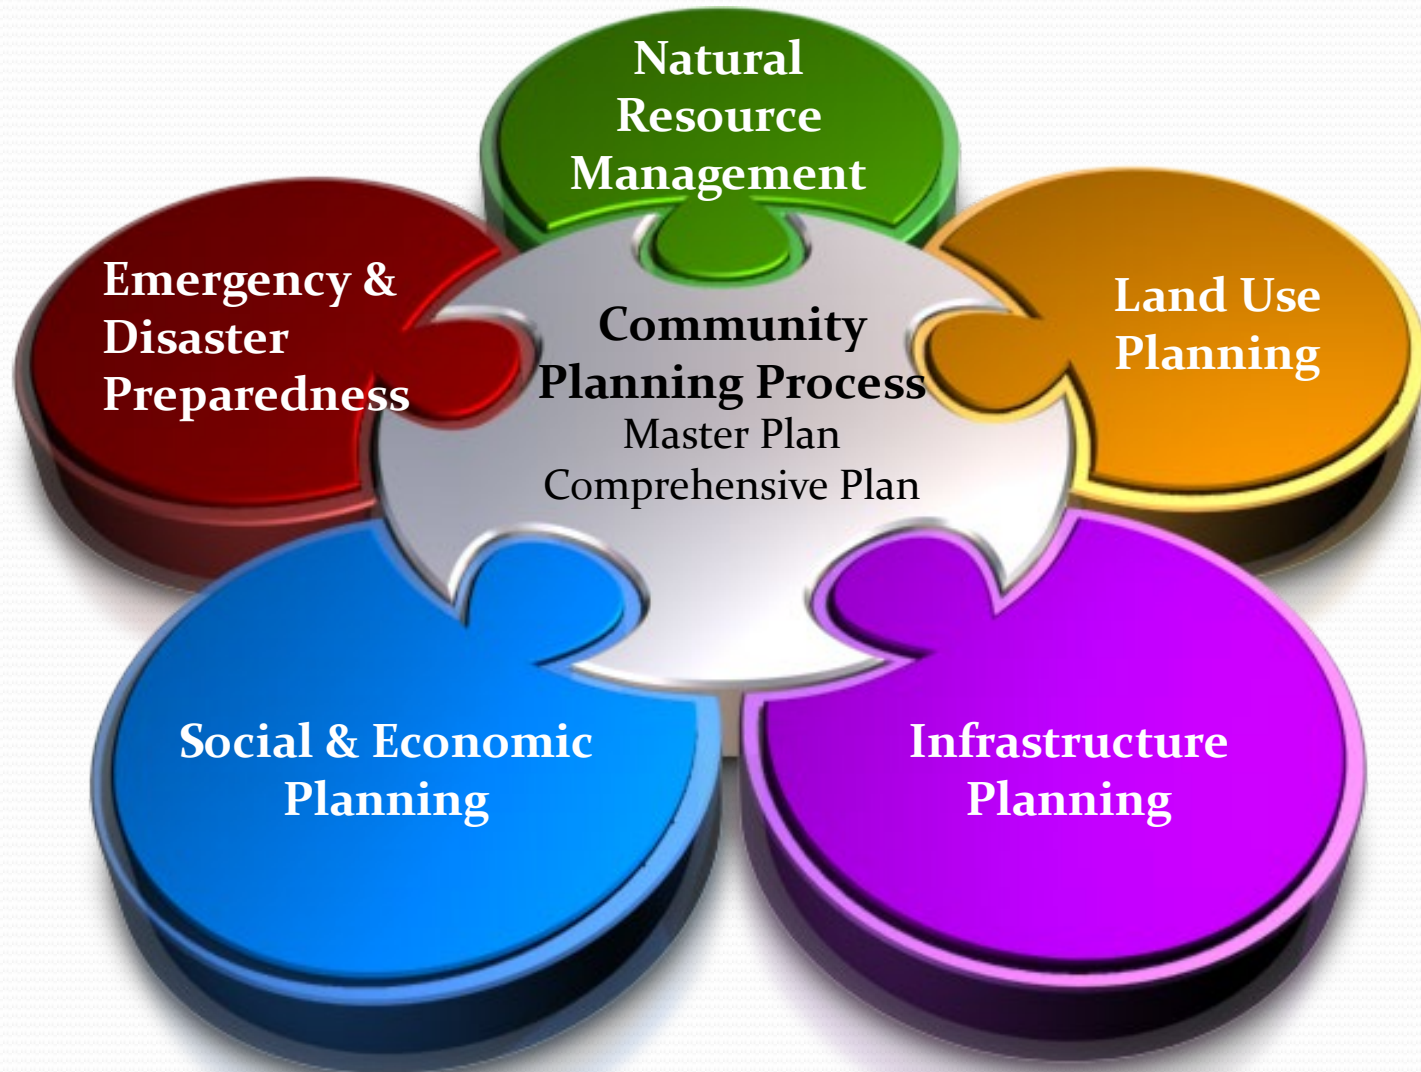 Natural
Resource
Management
Emergency &
Disaster
Preparedness
Community
Planning Process
Master Plan
Comprehensive Plan
Land Use
Planning
Social & Economic
Planning
Infrastructure
Planning